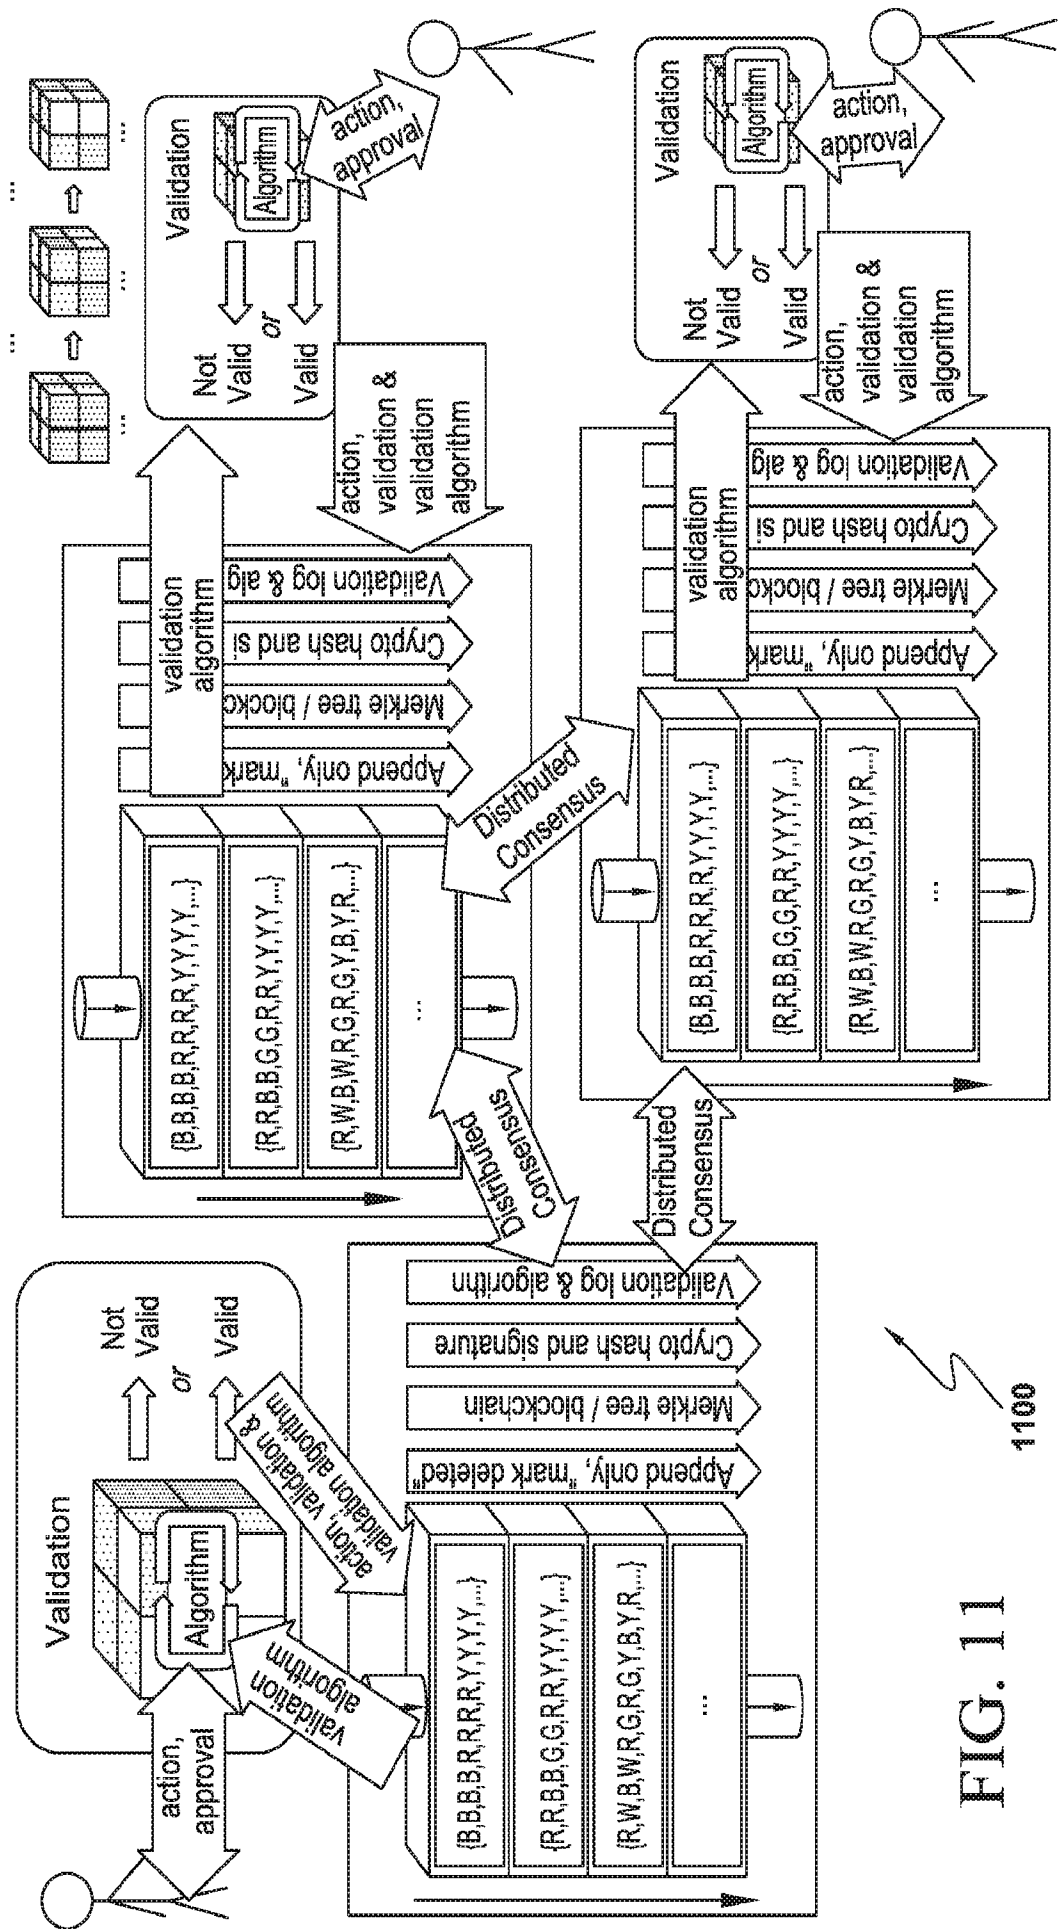 Validation
Algorithm
Not
Valid
or
Valid
action,
approval
validation
algorithm
action, validation &
validation algorithm
{B,B,B,B,R,R,R,R,Y,Y,Y,Y,...}
{R,R,B,B,G,G,R,R,Y,Y,Y,Y,...}
{R,W,B,W,R,G,R,G,Y,B,Y,R,...}
...
Append only, "mark deleted"
Merkle tree / blockchain
Crypto hash and signature
Validation log & algorithn
Distributed
Consensus
Distributed
Consensus
Distributed
Consensus
{B,B,B,B,R,R,R,R,Y,Y,Y,Y,...}
{R,R,B,B,G,G,R,R,Y,Y,Y,Y,...}
{R,W,B,W,R,G,R,G,Y,B,Y,R,...}
...
Append only, "mark
Merkle tree / blockc
Crypto hash and si
Validation log & alg
validation
algorithm
action,
validation &
validation
algorithm
... ...
... ... ...
Validation
Not
Valid
or
Valid
Algorithm
action,
approval
{B,B,B,B,R,R,R,R,Y,Y,Y,Y,...}
{R,R,B,B,G,G,R,R,Y,Y,Y,Y,...}
{R,W,B,W,R,G,R,G,Y,B,Y,R,...}
...
Append only, "mark
Merkle tree / blockc
Crypto hash and si
Validation log & alg
validation
algorithm
action,
validation &
validation
algorithm
Validation
Not
Valid
or
Valid
Algorithm
action,
approval
1100
FIG. 11